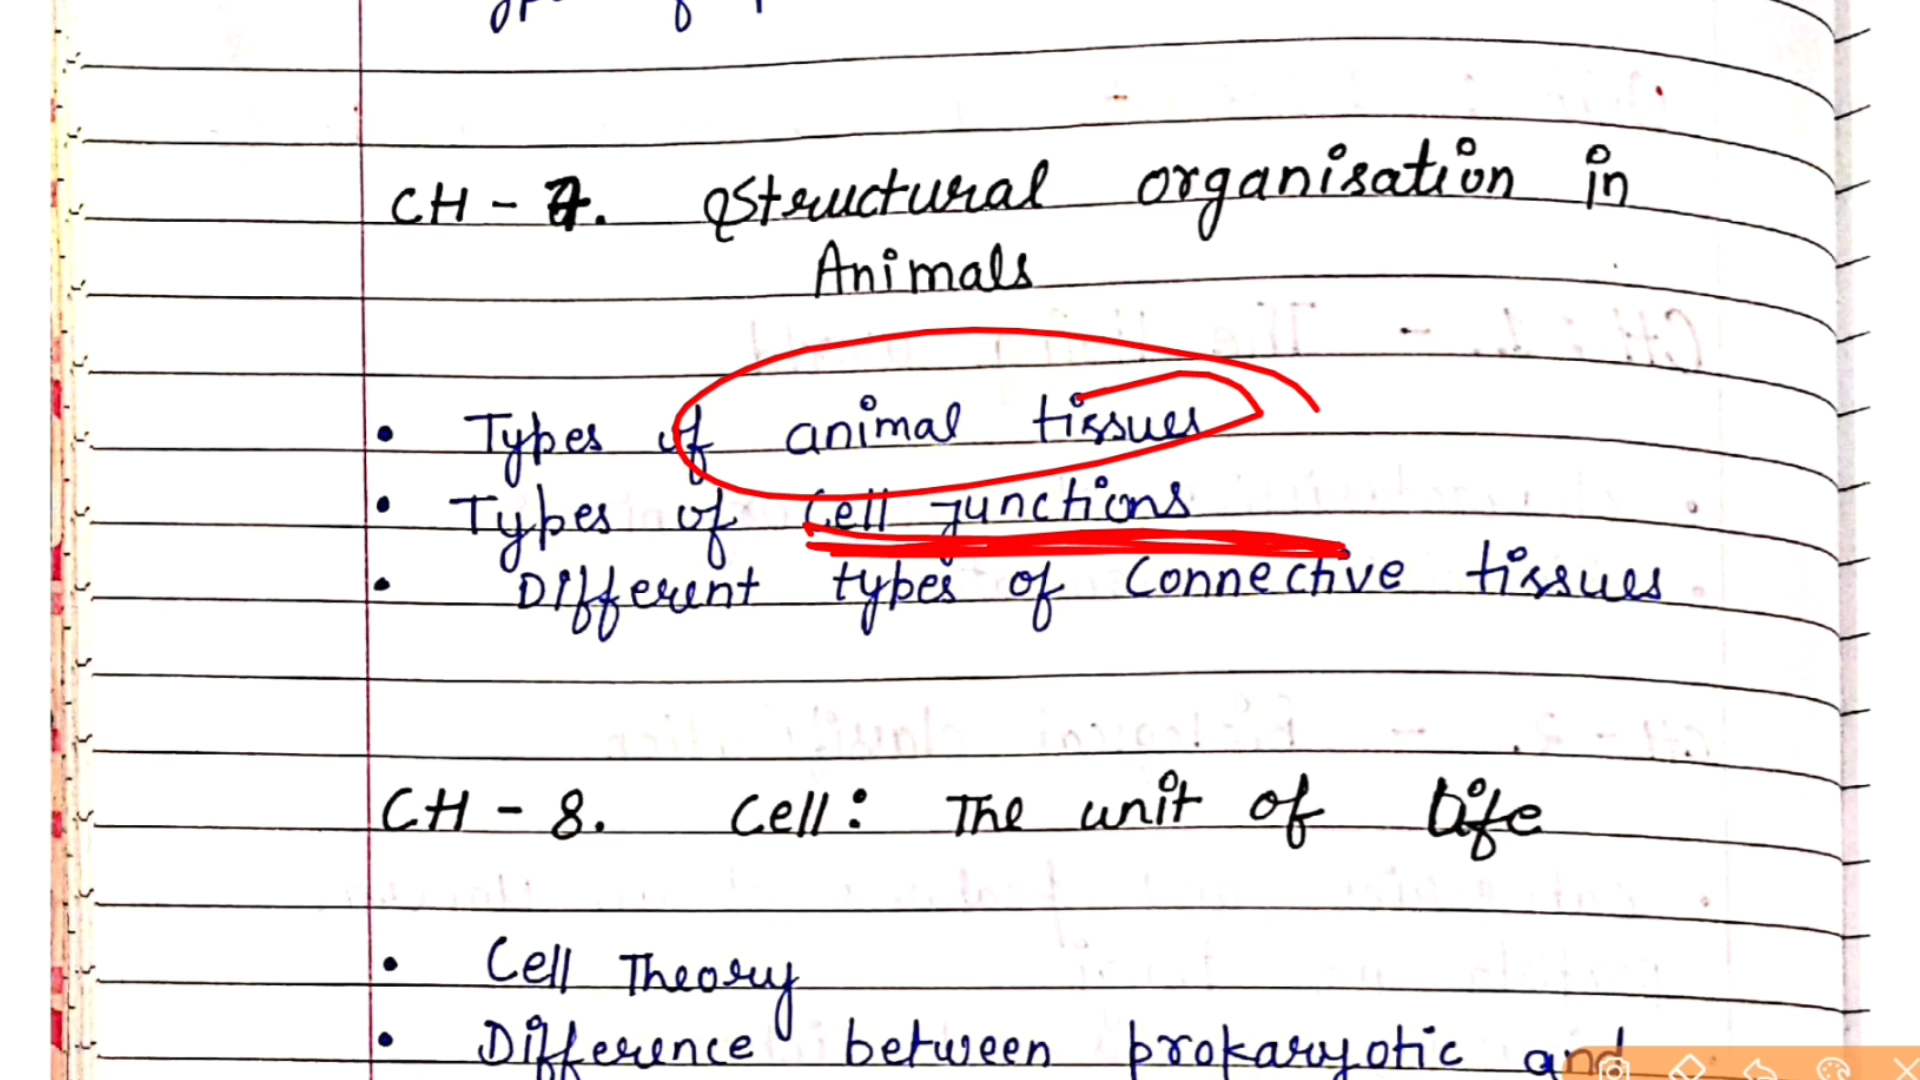 CH - 7. Structural organisation in
Animals
• Types of animal tissues
• Types of Cell junctions
• Different types of Connective tissues
CH - 8. Cell: The unit of Life
• Cell Theory
• Difference between prokaryotic and